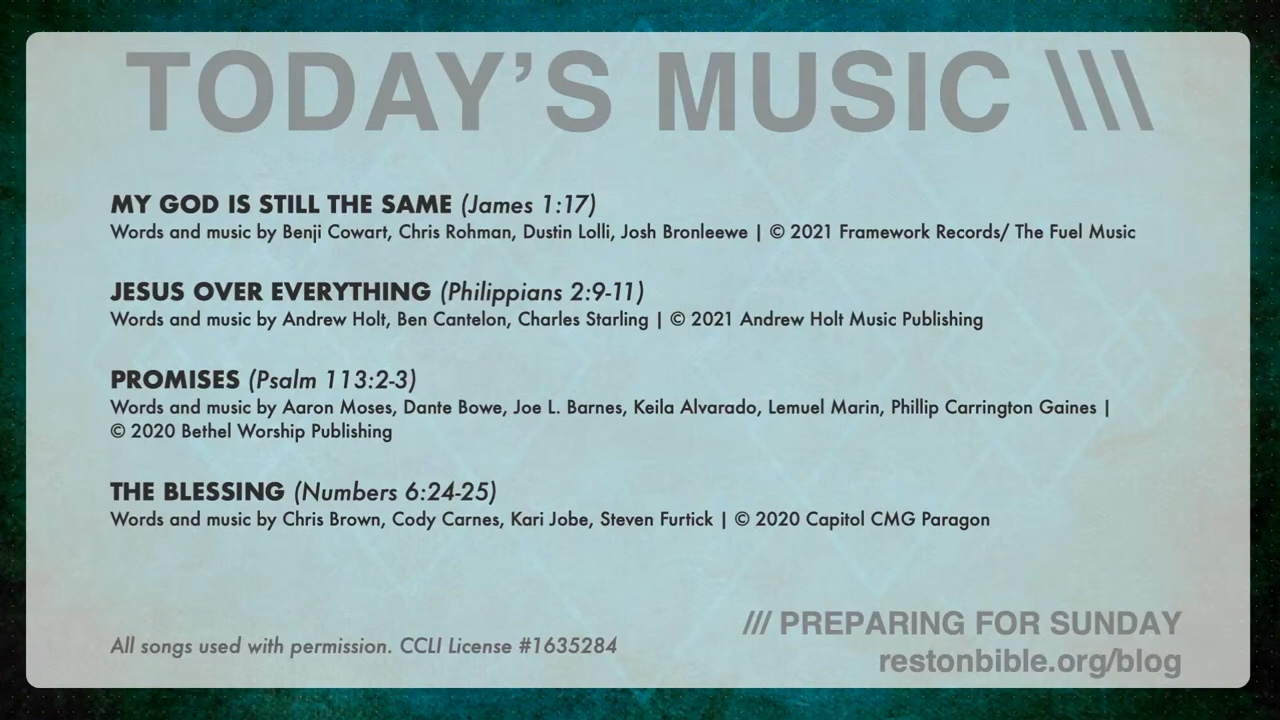 TODAY’S MUSIC \\\
MY GOD IS STILL THE SAME (James 1:17)
Words and music by Benji Cowart, Chris Rohman, Dustin Lolli, Josh Bronleewe | © 2021 Framework Records/ The Fuel Music
JESUS OVER EVERYTHING (Philippians 2:9-11)
Words and music by Andrew Holt, Ben Cantelon, Charles Starling | © 2021 Andrew Holt Music Publishing
PROMISES (Psalm 113:2-3)
Words and music by Aaron Moses, Dante Bowe, Joe L. Barnes, Keila Alvarado, Lemuel Marin, Phillip Carrington Gaines |
© 2020 Bethel Worship Publishing
THE BLESSING (Numbers 6:24-25)
Words and music by Chris Brown, Cody Carnes, Kari Jobe, Steven Furtick | © 2020 Capitol CMG Paragon
All songs used with permission. CCLI License #1635284
/// PREPARING FOR SUNDAY
restonbible.org/blog